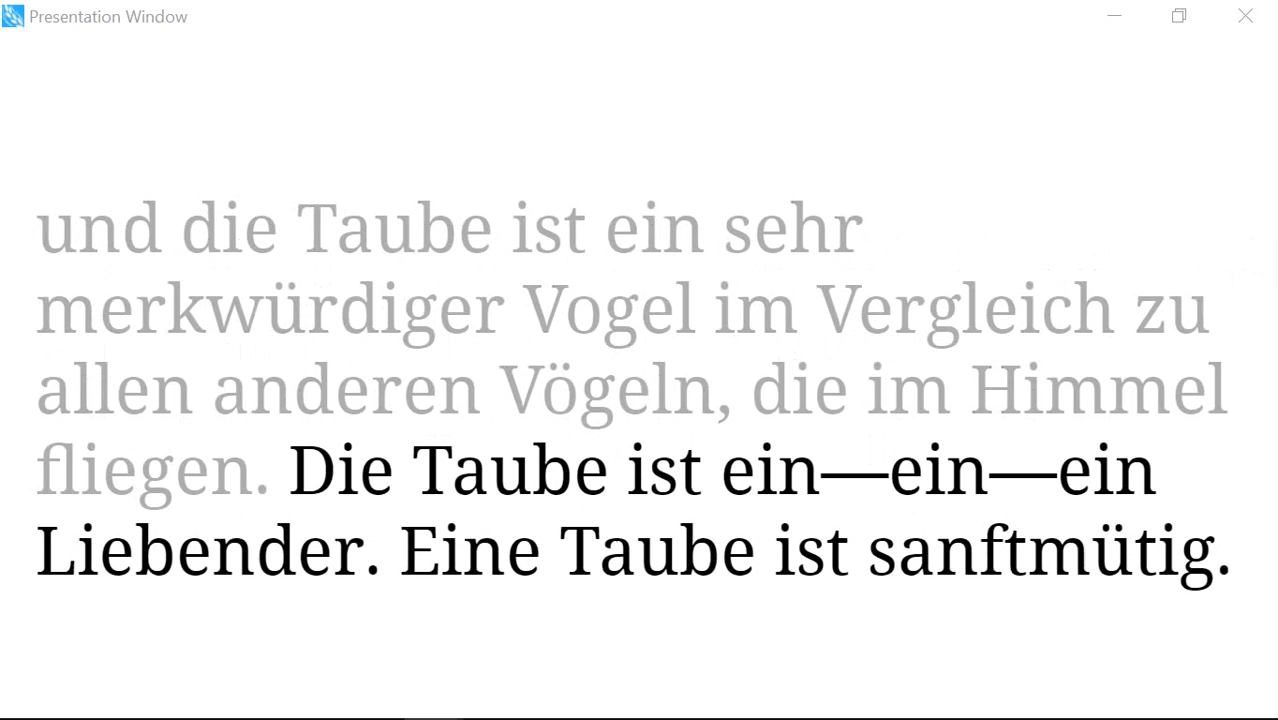 Presentation Window
und die Taube ist ein sehr
merkwürdiger Vogel im Vergleich zu
allen anderen Vögeln, die im Himmel
fliegen. Die Taube ist ein—ein—ein
Liebender. Eine Taube ist sanftmütig.